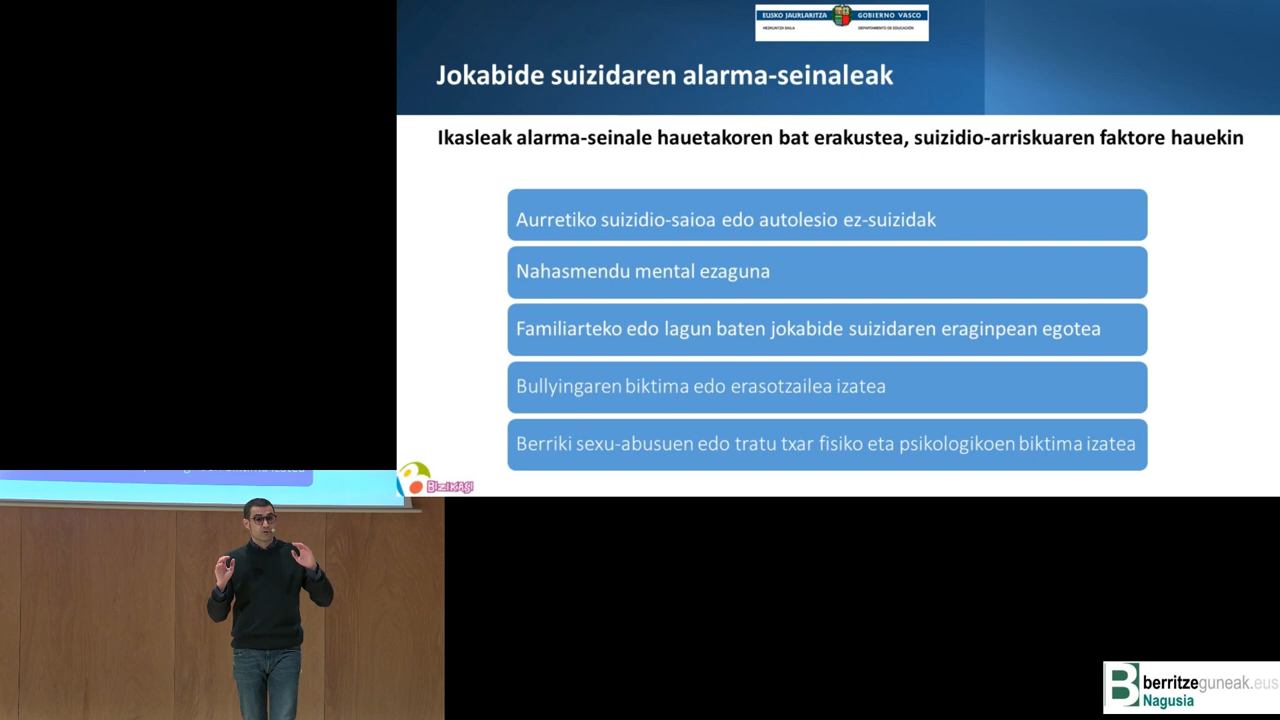 EUSKO JAURLARITZA
GOBIERNO VASCO
HEZKUNTZA SAILA
DEPARTAMENTO DE EDUCACIÓN
Jokabide suizidaren alarma-seinaleak
Ikasleak alarma-seinale hauetakoren bat erakustea, suizidio-arriskuaren faktore hauekin
Aurretiko suizidio-saioa edo autolesio ez-suizidak
Nahasmendu mental ezaguna
Familiarteko edo lagun baten jokabide suizidaren eraginpean egotea
Bullyingaren biktima edo erasotzailea izatea
Berriki sexu-abusuen edo tratu txar fisiko eta psikologikoen biktima izatea
BIZIKASI
berritzeguneak.eus
Nagusia